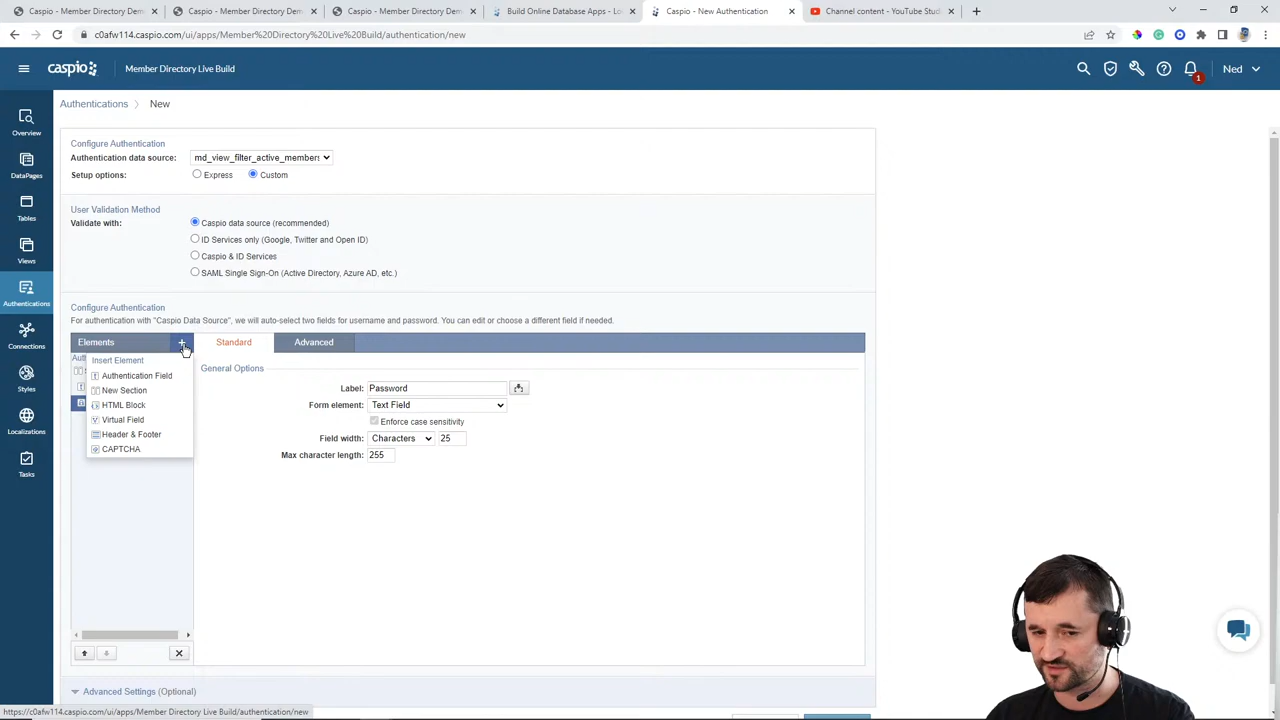 Caspio - Member Directory Dem
Caspio - Member Directory Dem
Caspio - Member Directory Dem
Build Online Database Apps - Lo
Caspio - New Authentication
Channel content - YouTube Stud
c0afw114.caspio.com/ui/apps/Member%20Directory%20Live%20Build/authentication/new
caspio
Member Directory Live Build
1
Ned
Overview
DataPages
Tables
Views
Authentications
Connections
Styles
Localizations
Tasks
Authentications
New
Configure Authentication
Authentication data source:
md_view_filter_active_members
Setup options:
Express
Custom
User Validation Method
Validate with:
Caspio data source (recommended)
ID Services only (Google, Twitter and Open ID)
Caspio & ID Services
SAML Single Sign-On (Active Directory, Azure AD, etc.)
Configure Authentication
For authentication with "Caspio Data Source", we will auto-select two fields for username and password. You can edit or choose a different field if needed.
Elements
Standard
Advanced
Insert Element
Authentication Field
New Section
HTML Block
Virtual Field
Header & Footer
CAPTCHA
General Options
Label:
Password
Form element:
Text Field
Enforce case sensitivity
Field width:
Characters
25
Max character length:
255
Advanced Settings (Optional)
https://c0afw114.caspio.com/ui/apps/Member Directory Live Build/authentication/new